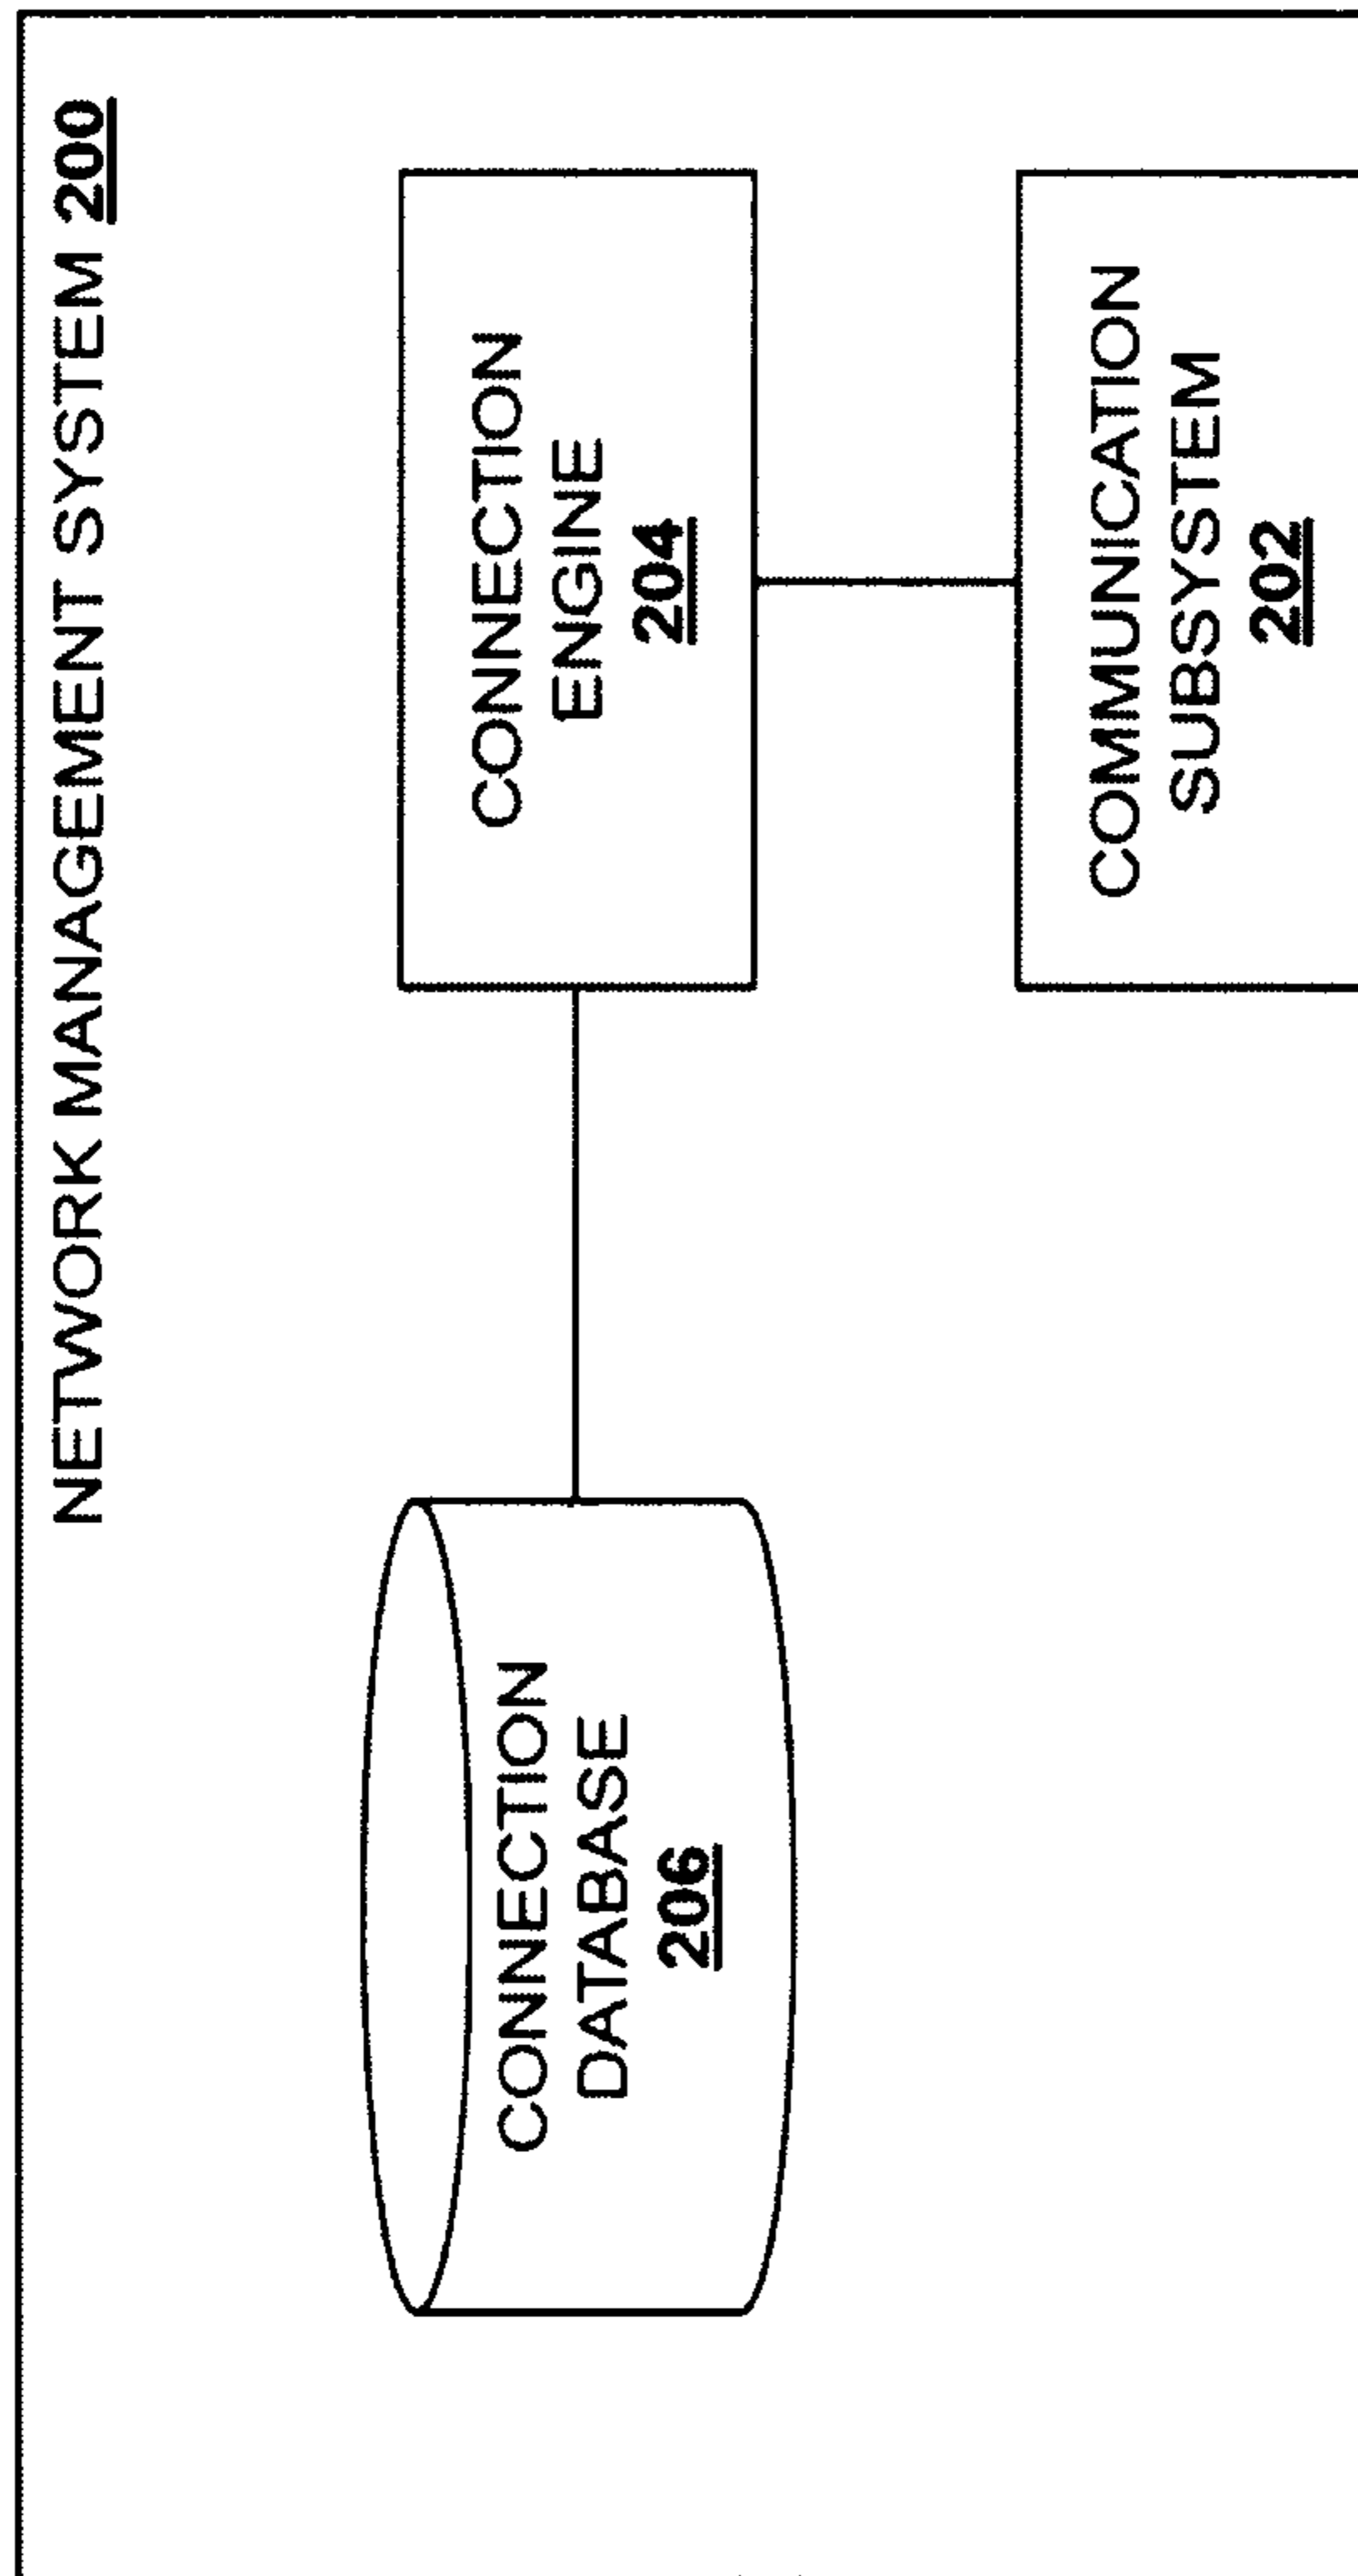 NETWORK MANAGEMENT SYSTEM 200
CONNECTION
DATABASE
206
CONNECTION
ENGINE
204
COMMUNICATION
SUBSYSTEM
202